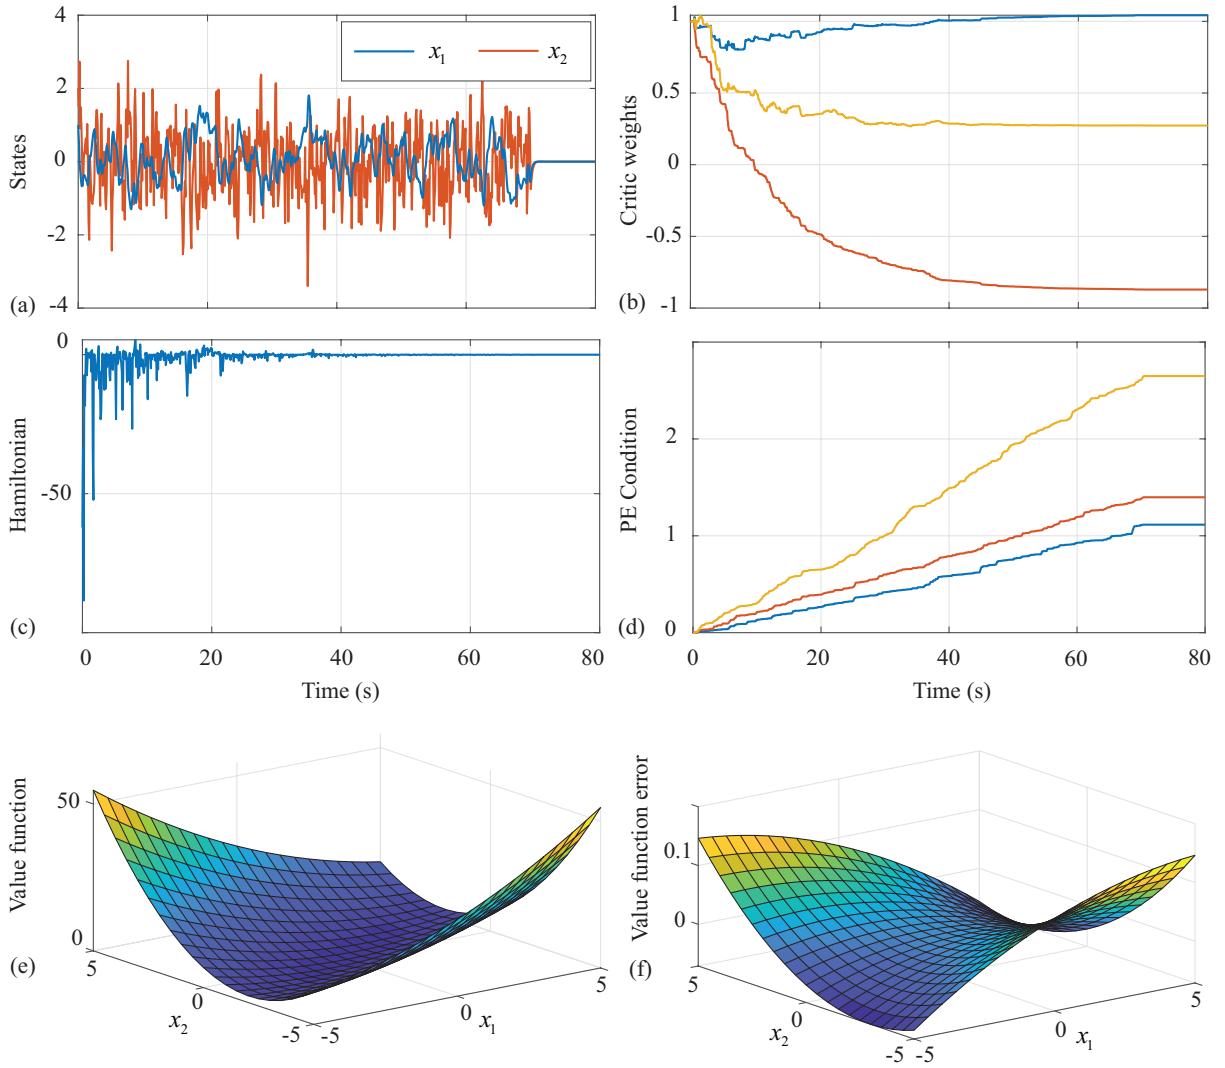 4
2
0
-2
-4
States
x1
x2
(a)
1
0.5
0
-0.5
-1
Critic weights
(b)
0
-50
Hamiltonian
(c)
0
20
40
60
80
Time (s)
2
1
0
PE Condition
(d)
0
20
40
60
80
Time (s)
Value function
50
0
5
0
-5
x2
-5
0
5
x1
(e)
Value function error
0.1
0
5
0
-5
x2
-5
0
5
x1
(f)